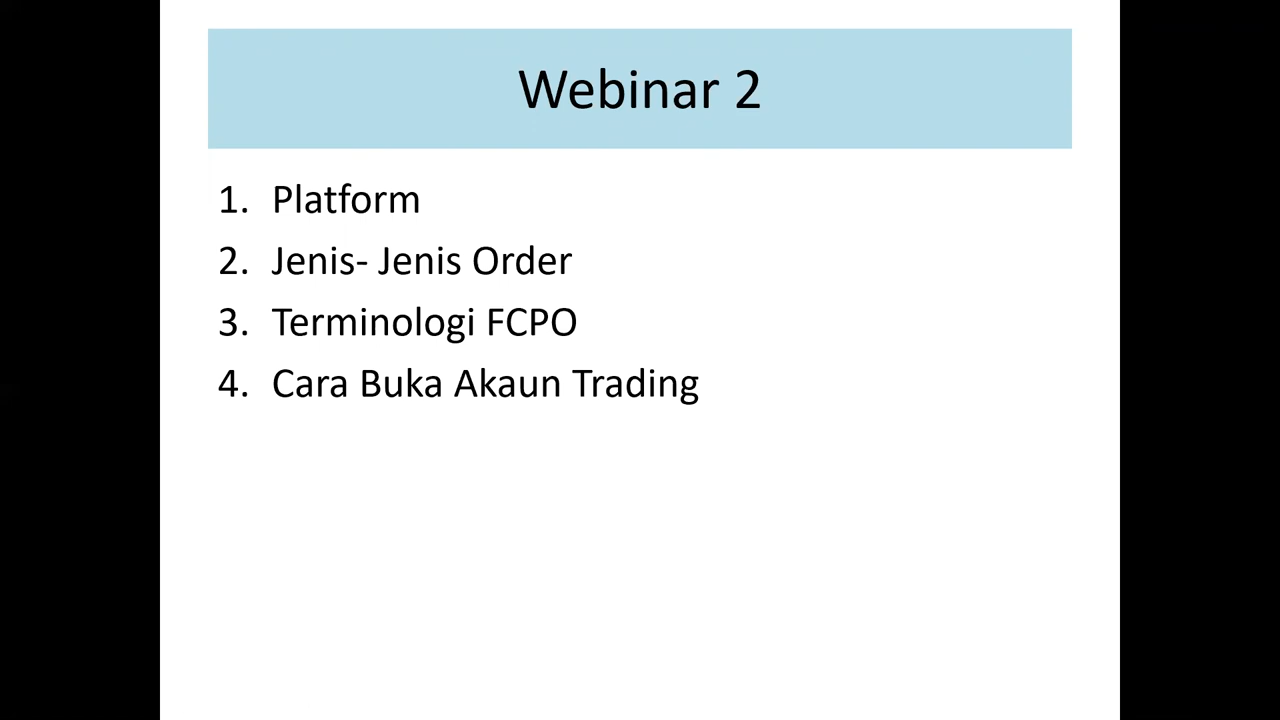 Webinar 2
1. Platform
2. Jenis- Jenis Order
3. Terminologi FCPO
4. Cara Buka Akaun Trading